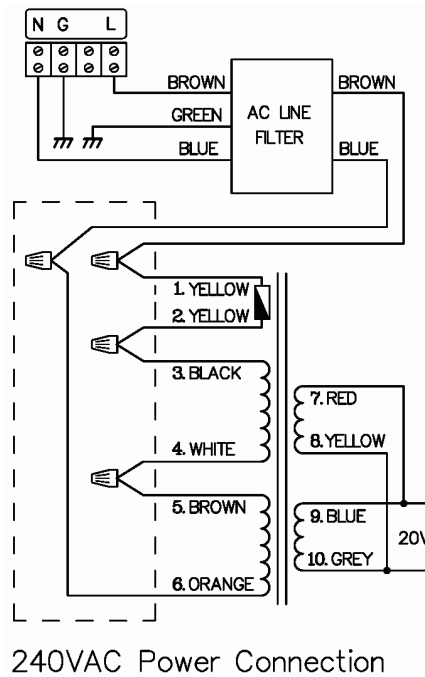 N G L
BROWN
BROWN
GREEN
AC LINE
FILTER
BLUE
BLUE
1. YELLOW
2. YELLOW
3. BLACK
7. RED
8. YELLOW
4. WHITE
5. BROWN
9. BLUE
20V
10. GREY
6. ORANGE
240VAC Power Connection